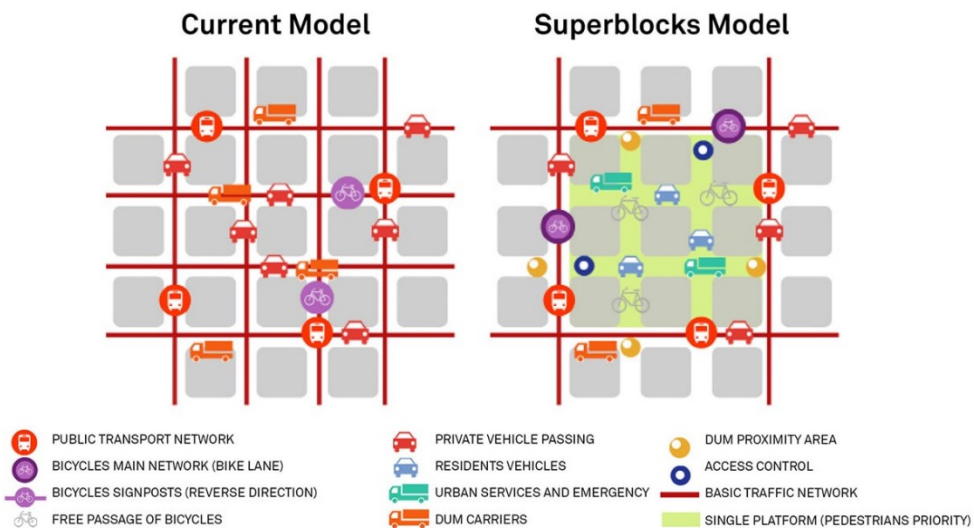 Current Model
Superblocks Model
PUBLIC TRANSPORT NETWORK
BICYCLES MAIN NETWORK (BIKE LANE)
BICYCLES SIGNPOSTS (REVERSE DIRECTION)
FREE PASSAGE OF BICYCLES
PRIVATE VEHICLE PASSING
RESIDENTS VEHICLES
URBAN SERVICES AND EMERGENCY
DUM CARRIERS
DUM PROXIMITY AREA
ACCESS CONTROL
BASIC TRAFFIC NETWORK
SINGLE PLATFORM (PEDESTRIANS PRIORITY)